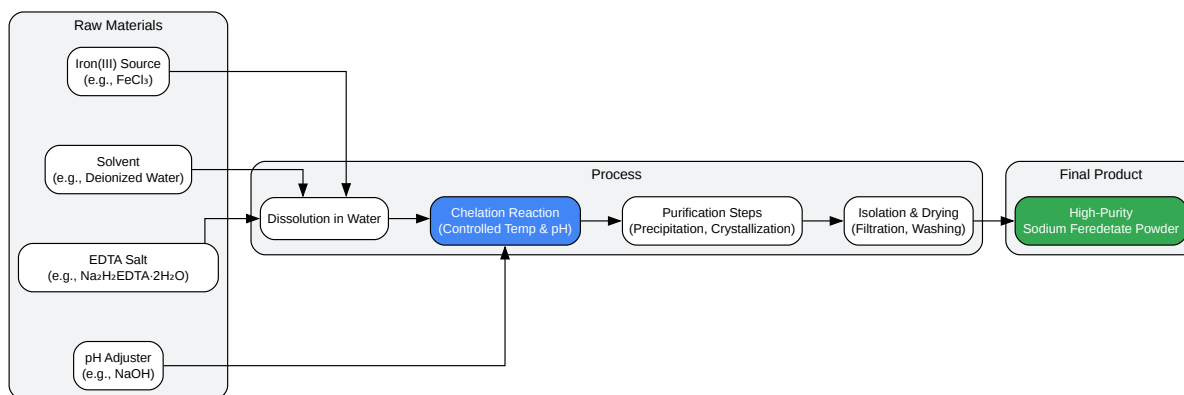 Raw Materials
Iron(III) Source
(e.g., FeCl₃)
Solvent
(e.g., Deionized Water)
EDTA Salt
(e.g., Na₂H₂EDTA·2H₂O)
pH Adjuster
(e.g., NaOH)
Process
Dissolution in Water
Chelation Reaction
(Controlled Temp & pH)
Purification Steps
(Precipitation, Crystallization)
Isolation & Drying
(Filtration, Washing)
Final Product
High-Purity
Sodium Feredetate Powder